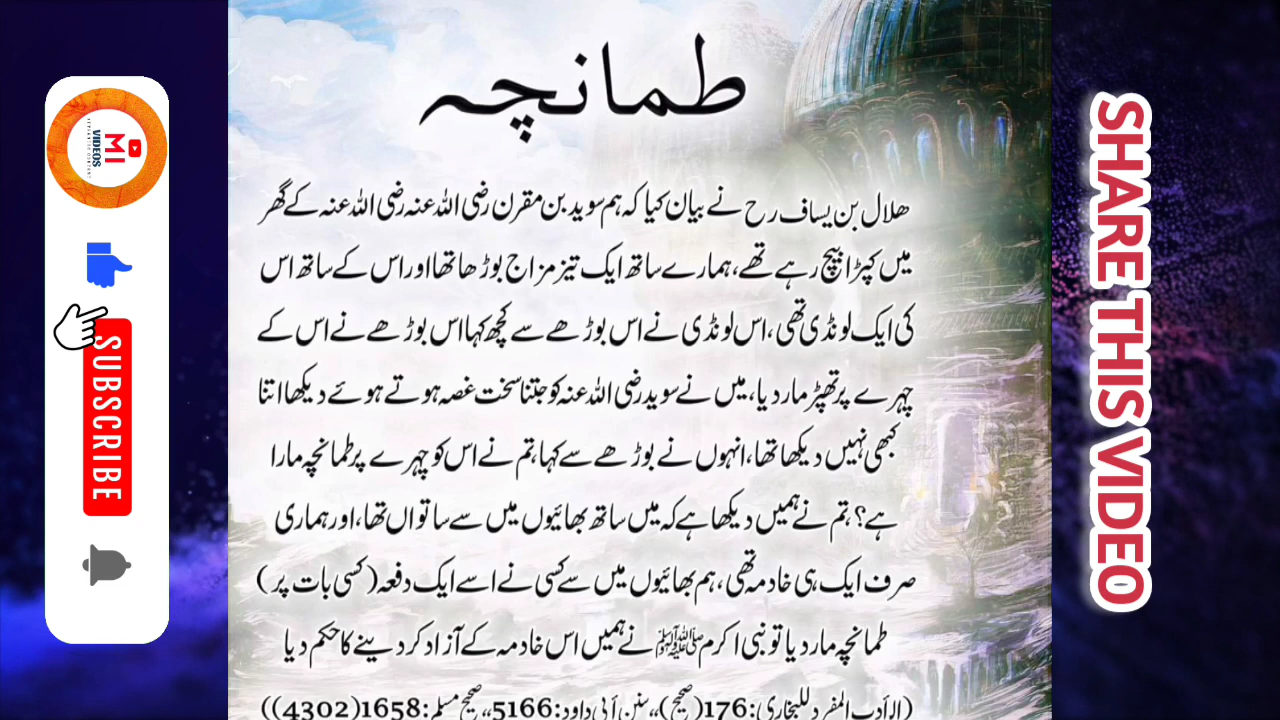 طمانچہ
ھلال بن یساف رح نے بیان کیا کہ ہم سوید بن مقرن رضی اللہ عنہ رضی اللہ عنہ کے گھر
میں کپڑا بیچ رہے تھے، ہمارے ساتھ ایک تیز مزاج بوڑھا تھا اور اس کے ساتھ اس
کی ایک لونڈی تھی، اس لونڈی نے اس بوڑھے سے کچھ کہا اس بوڑھے نے اس کے
چہرے پر تھپڑ مار دیا، میں نے سوید رضی اللہ عنہ کو جتنا سخت غصہ ہوتے ہوئے دیکھا اتنا
کبھی نہیں دیکھا تھا، انہوں نے بوڑھے سے کہا، تم نے اس کو چہرے پر طمانچہ مارا
ہے؟، تم نے ہمیں دیکھا ہے کہ میں ساتھ بھائیوں میں سے ساتواں تھا، اور ہماری
صرف ایک ہی خادمہ تھی، ہم بھائیوں میں سے کسی نے اسے ایک دفعہ (کسی بات پر)
طمانچہ مار دیا تو نبی اکرم ﷺ نے ہمیں اس خادمہ کے آزاد کر دینے کا حکم دیا
(الأدب المفرد للبخاری: 176(صحیح)،،سنن أبی داود: 5166،،صحیح مسلم: 1658(4302))
MI
VIDEOS
SUBSCRIBE
SHARE THIS VIDEO